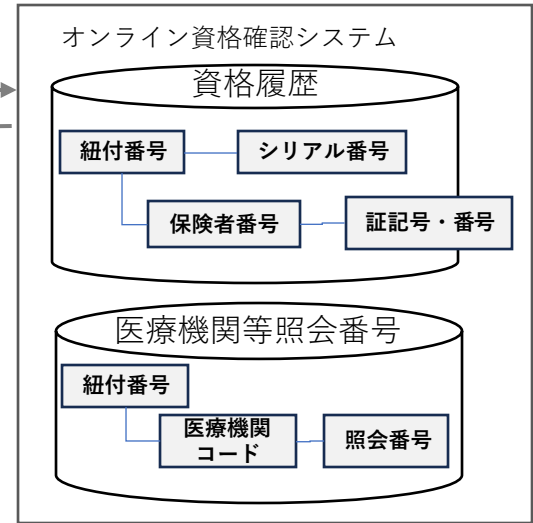 オンライン資格確認システム
資格履歴
紐付番号
シリアル番号
保険者番号
証記号・番号
医療機関等照会番号
紐付番号
医療機関
コード
照会番号